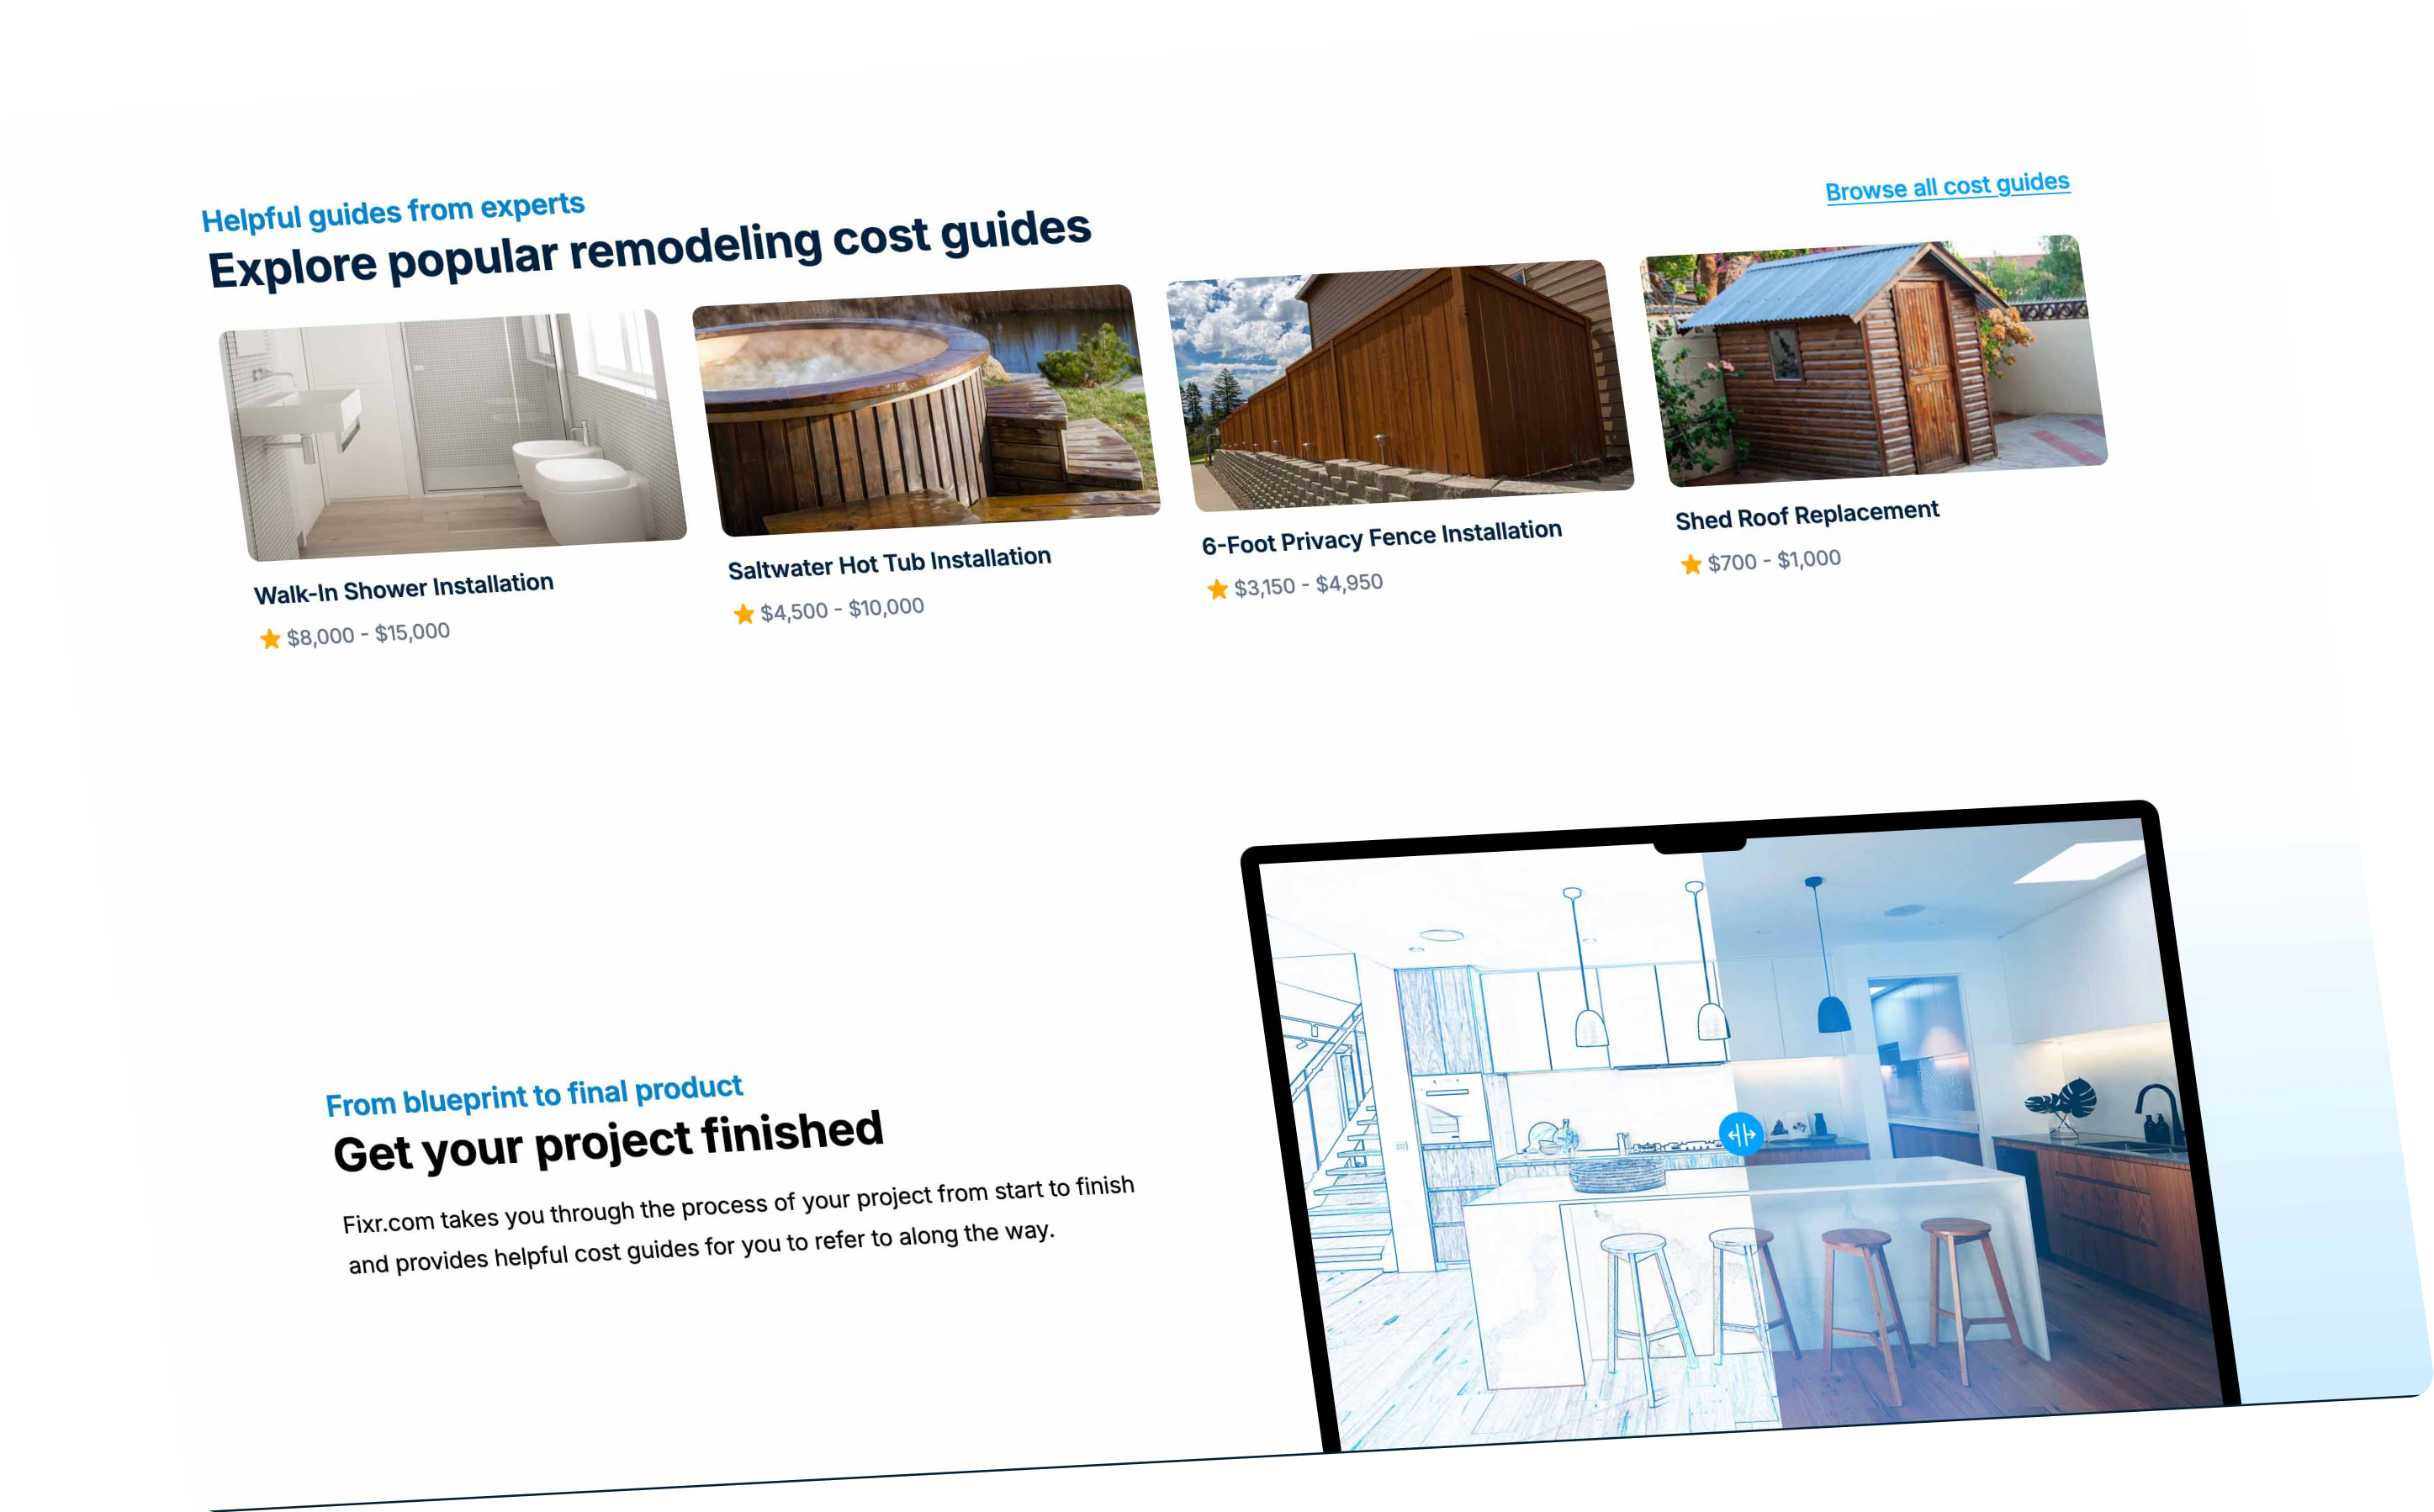 Helpful guides from experts
Explore popular remodeling cost guides
Browse all cost guides
Walk-In Shower Installation
$8,000 - $15,000
Saltwater Hot Tub Installation
$4,500 - $10,000
6-Foot Privacy Fence Installation
$3,150 - $4,950
Shed Roof Replacement
$700 - $1,000
From blueprint to final product
Get your project finished
Fixr.com takes you through the process of your project from start to finish
and provides helpful cost guides for you to refer to along the way.